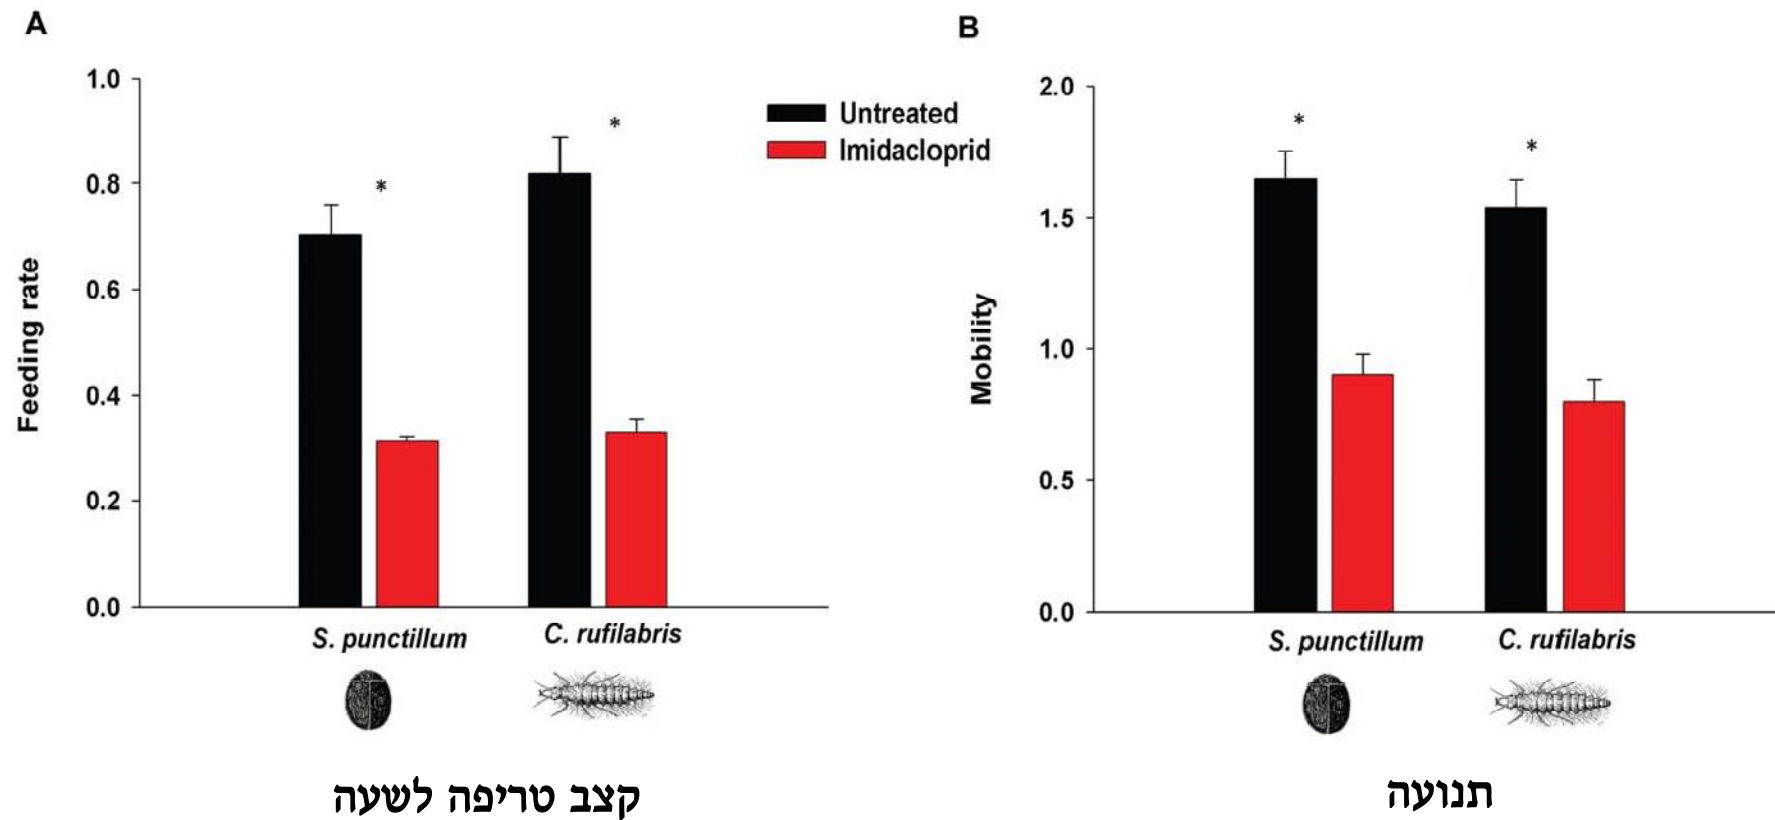 A
1.0
0.8
0.6
0.4
0.2
0.0
Feeding rate
*
*
Untreated
Imidacloprid
S. punctillum
C. rufilabris
קצב טריפה לשעה
B
2.0
1.5
1.0
0.5
0.0
Mobility
*
*
S. punctillum
C. rufilabris
תנועה